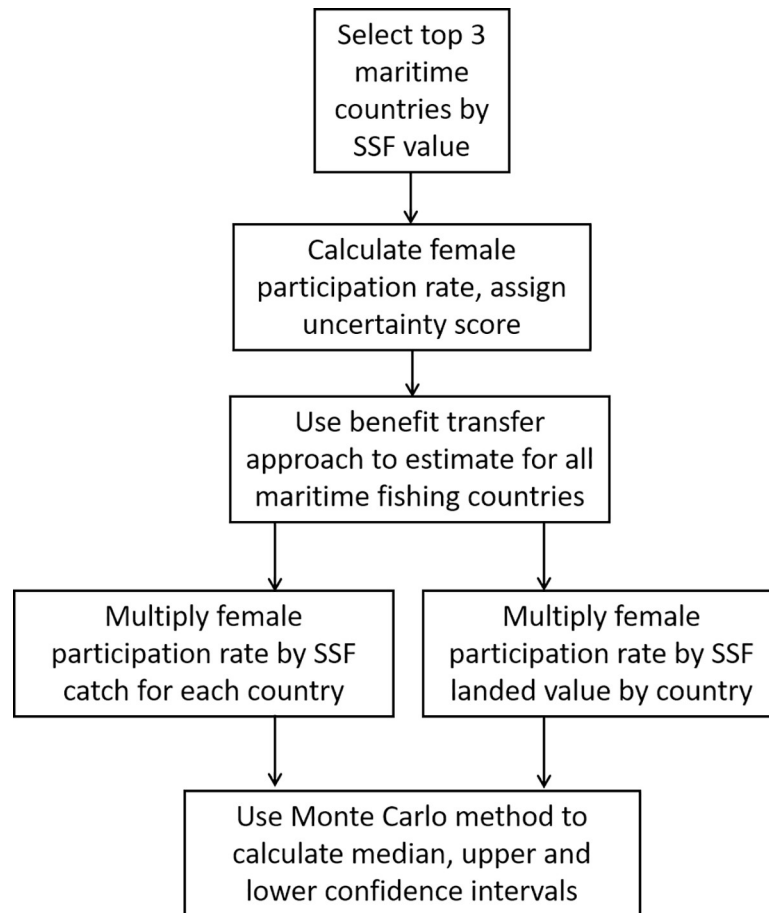 Select top 3
maritime
countries by
SSF value
Calculate female
participation rate, assign
uncertainty score
Use benefit transfer
approach to estimate for all
maritime fishing countries
Multiply female
participation rate by SSF
catch for each country
Multiply female
participation rate by SSF
landed value by country
Use Monte Carlo method to
calculate median, upper and
lower confidence intervals